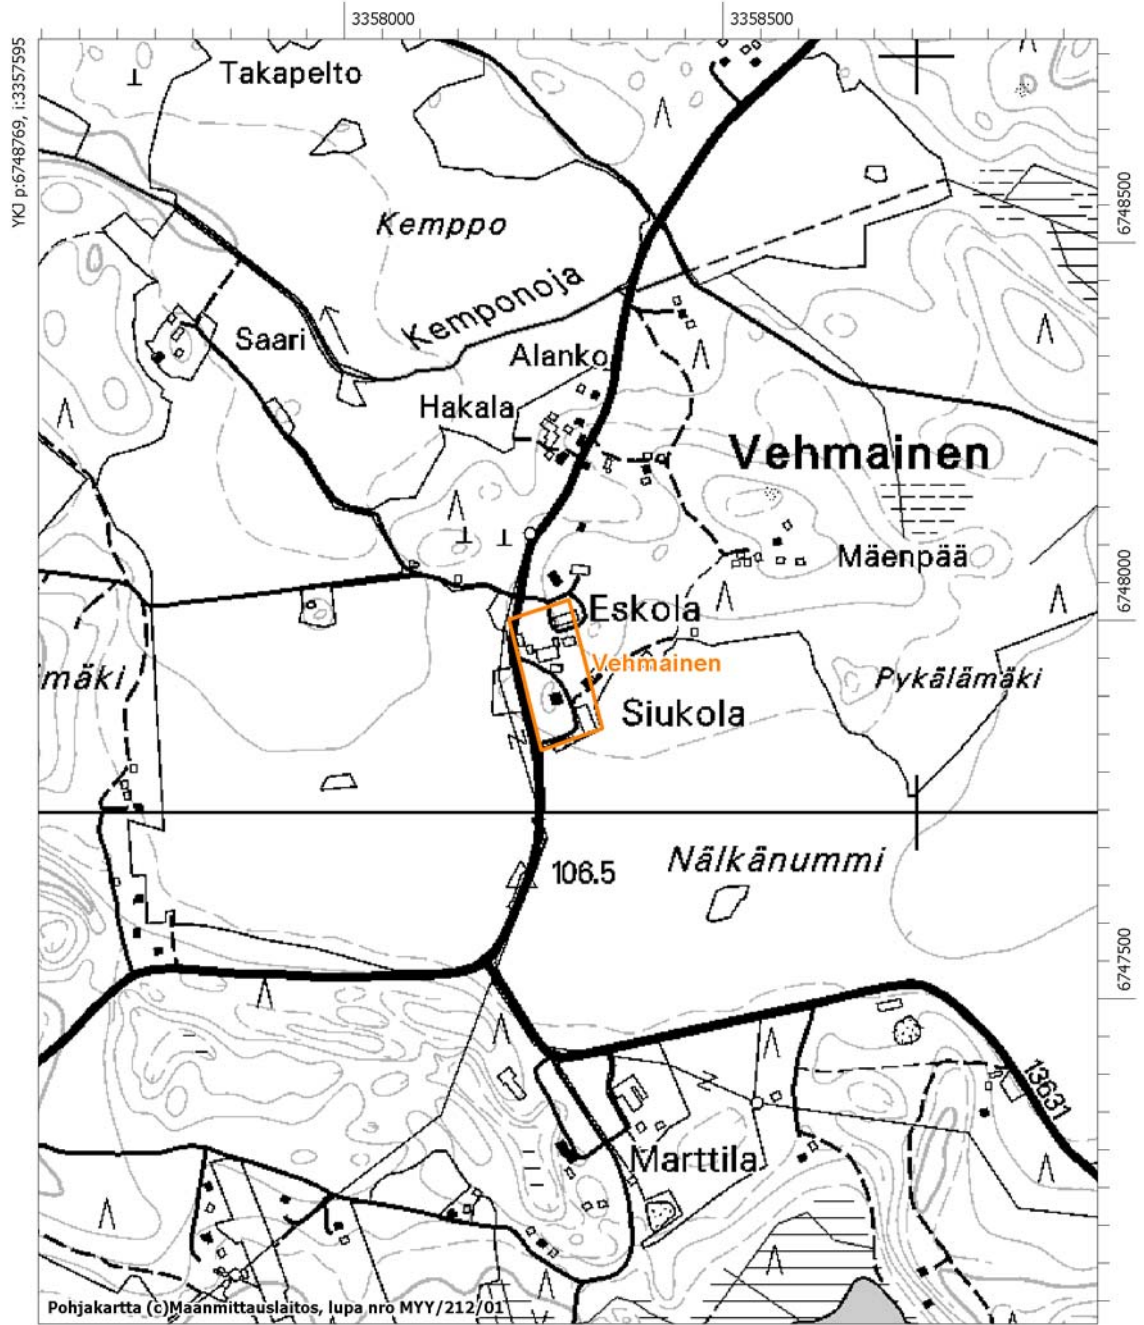 3358000
3358500
YKJ p:6748769, i:3357595
Takapelto
6748500
Kemppo
Kemponoja
Saari
Alanko
Hakala
Vehmainen
Mäenpää
6748000
Eskola
Vehmainen
mäki
Pykälämäki
Siukola
Nälkänummi
106.5
6747500
13631
Marttila
Pohjakartta (c)Maanmittauslaitos, lupa nro MYY/212/01